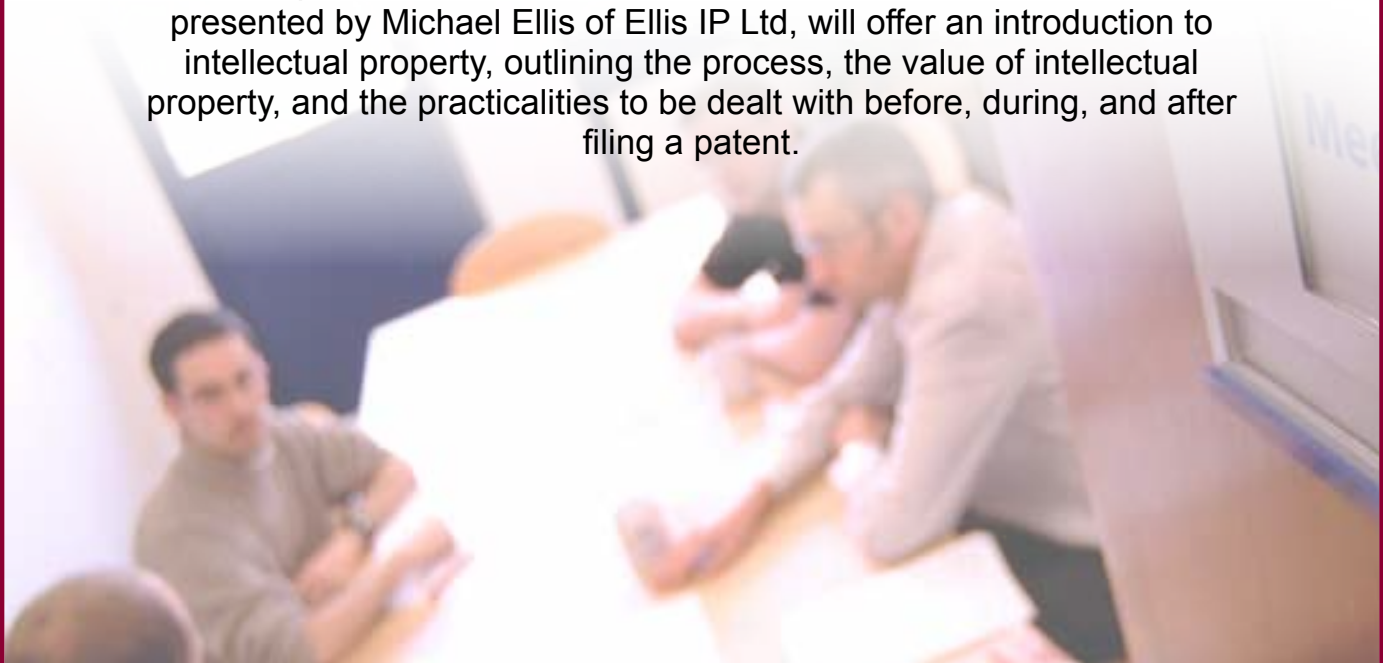 presented by Michael Ellis of Ellis IP Ltd, will offer an introduction to
intellectual property, outlining the process, the value of intellectual
property, and the practicalities to be dealt with before, during, and after
filing a patent.